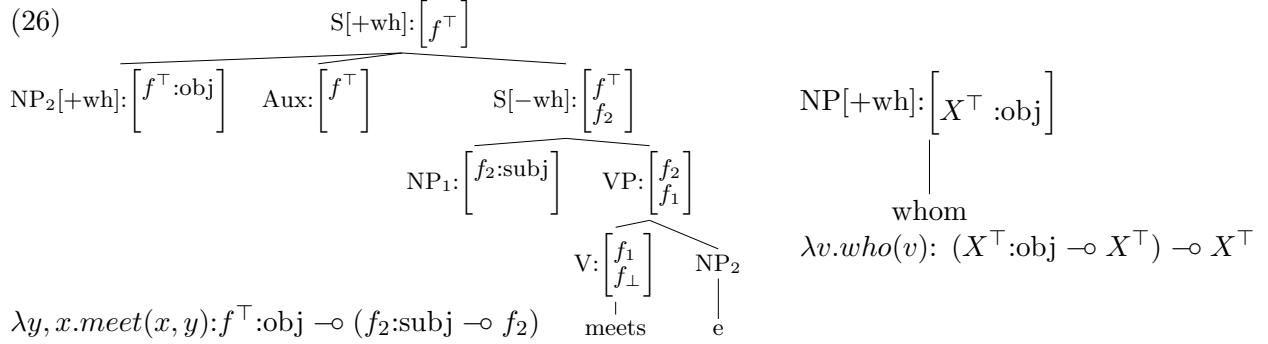 (26)
S[+wh]: [f⊤]
NP₂[+wh]: [f⊤:obj] Aux: [f⊤] S[−wh]: [f⊤ f₂] NP[+wh]: [X⊤ :obj]
NP₁: [f₂:subj] VP: [f₂ f₁]
whom
V: [f₁ f⊥] NP₂ λv.who(v): (X⊤:obj ⊸ X⊤) ⊸ X⊤
λy, x.meet(x, y):f⊤:obj ⊸ (f₂:subj ⊸ f₂) meets e